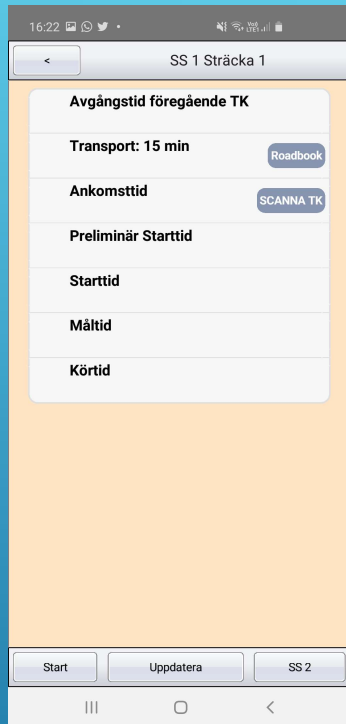 16:22
VoLTE1
< SS 1 Sträcka 1
Avgångstid föregående TK
Transport: 15 min Roadbook
Ankomsttid SCANNA TK
Preliminär Starttid
Starttid
Måltid
Körtid
Start Uppdatera SS 2